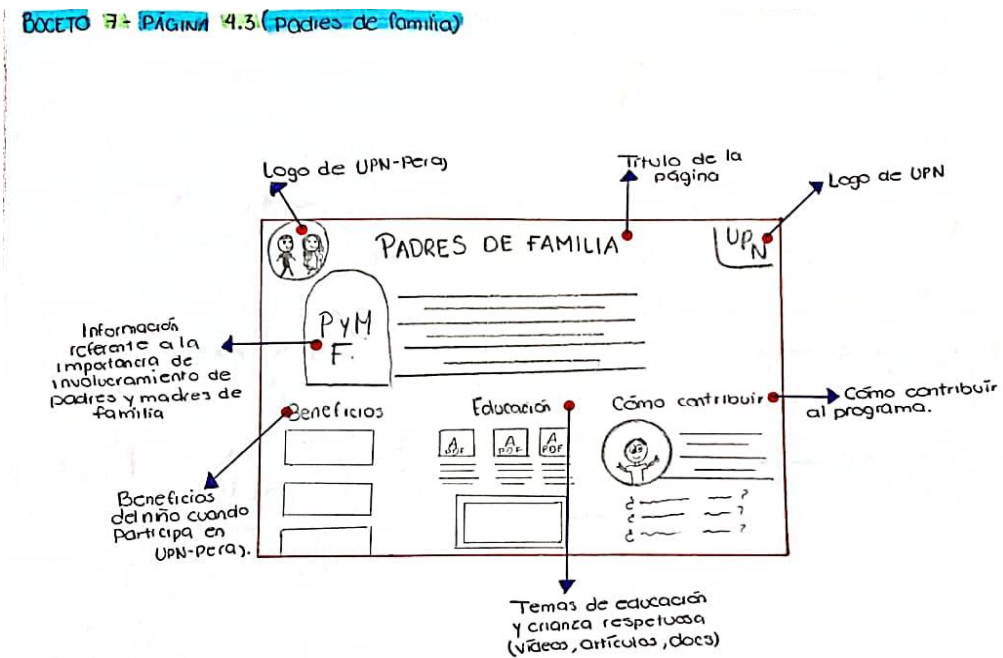 BOCETO 7- PÁGINA 4.3 (padres de familia)
Logo de UPN-Peraj
Título de la
página
Logo de UPN
PADRES DE FAMILIA
UPN
PyM
F.
Información
referente a la
importancia de
involucramiento de
padres y madres de
familia
Beneficios
Educación
Cómo contribuir
Cómo contribuir
al programa.
A
PDF
A
PDF
A
PDF
¿ ?
¿ ?
¿ ?
Beneficios
del niño cuando
participa en
UPN-Peraj.
Temas de educación
y crianza respetuosa
(vídeos, artículos, docs)